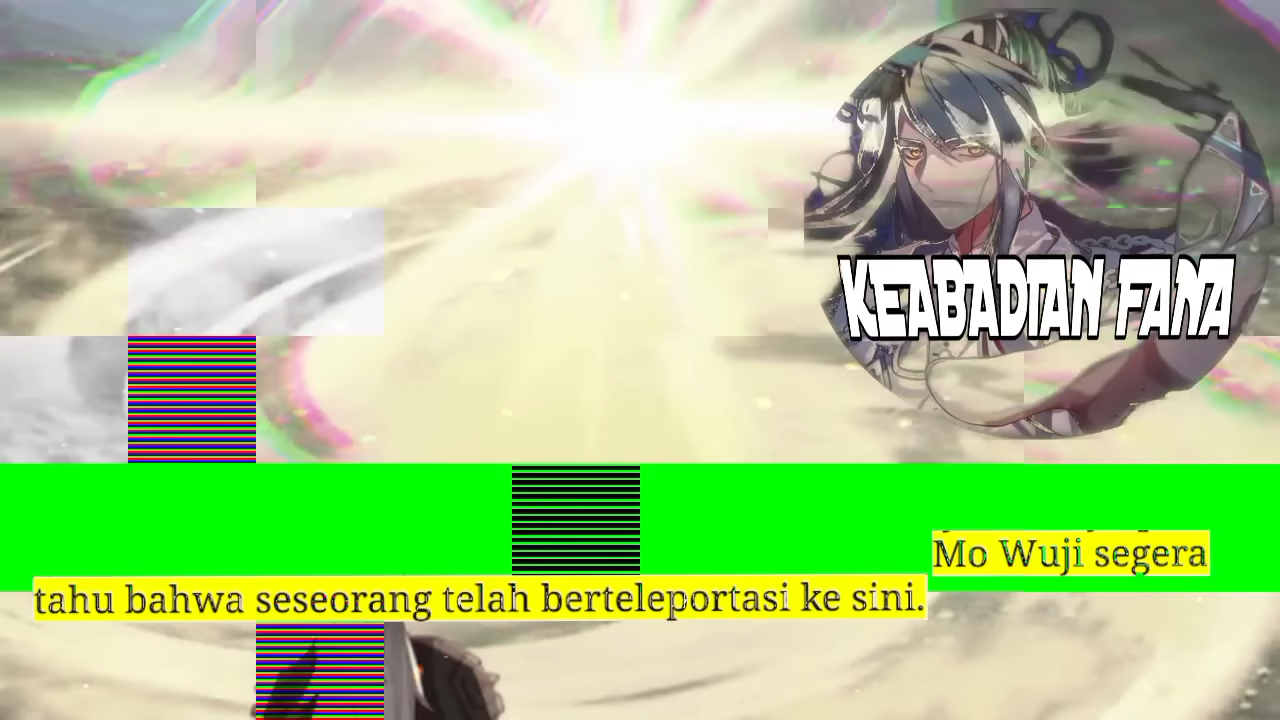 KEABADIAN FANA
Mo Wuji segera
tahu bahwa seseorang telah berteleportasi ke sini.